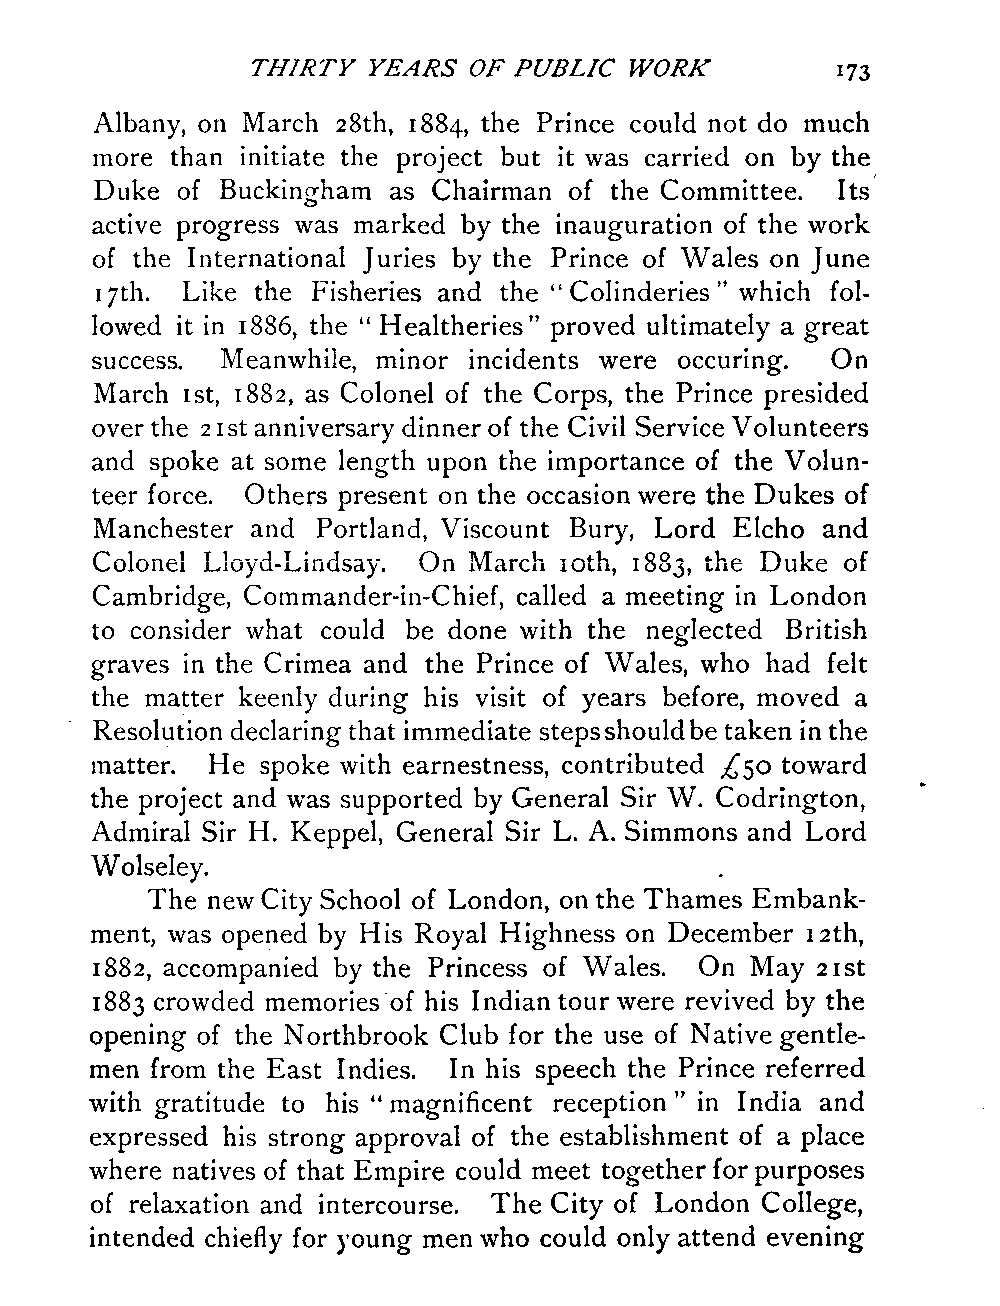 THIRTY YEARS OF PUBLIC WORK 173
Albany, on March 28th, 1884, the Prince could not do much
more than initiate the project but it was carried on by the
Duke of Buckingham as Chairman of the Committee. Its
active progress was marked by the inauguration of the work
of the International Juries by the Prince of Wales on June
17th. Like the Fisheries and the "Colinderies" which fol-
lowed it in 1886, the "Healtheries" proved ultimately a great
success. Meanwhile, minor incidents were occuring. On
March 1st, 1882, as Colonel of the Corps, the Prince presided
over the 21st anniversary dinner of the Civil Service Volunteers
and spoke at some length upon the importance of the Volun-
teer force. Others present on the occasion were the Dukes of
Manchester and Portland, Viscount Bury, Lord Elcho and
Colonel Lloyd-Lindsay. On March 10th, 1883, the Duke of
Cambridge, Commander-in-Chief, called a meeting in London
to consider what could be done with the neglected British
graves in the Crimea and the Prince of Wales, who had felt
the matter keenly during his visit of years before, moved a
Resolution declaring that immediate steps should be taken in the
matter. He spoke with earnestness, contributed £50 toward
the project and was supported by General Sir W. Codrington,
Admiral Sir H. Keppel, General Sir L. A. Simmons and Lord
Wolseley.
The new City School of London, on the Thames Embank-
ment, was opened by His Royal Highness on December 12th,
1882, accompanied by the Princess of Wales. On May 21st
1883 crowded memories of his Indian tour were revived by the
opening of the Northbrook Club for the use of Native gentle-
men from the East Indies. In his speech the Prince referred
with gratitude to his "magnificent reception" in India and
expressed his strong approval of the establishment of a place
where natives of that Empire could meet together for purposes
of relaxation and intercourse. The City of London College,
intended chiefly for young men who could only attend evening